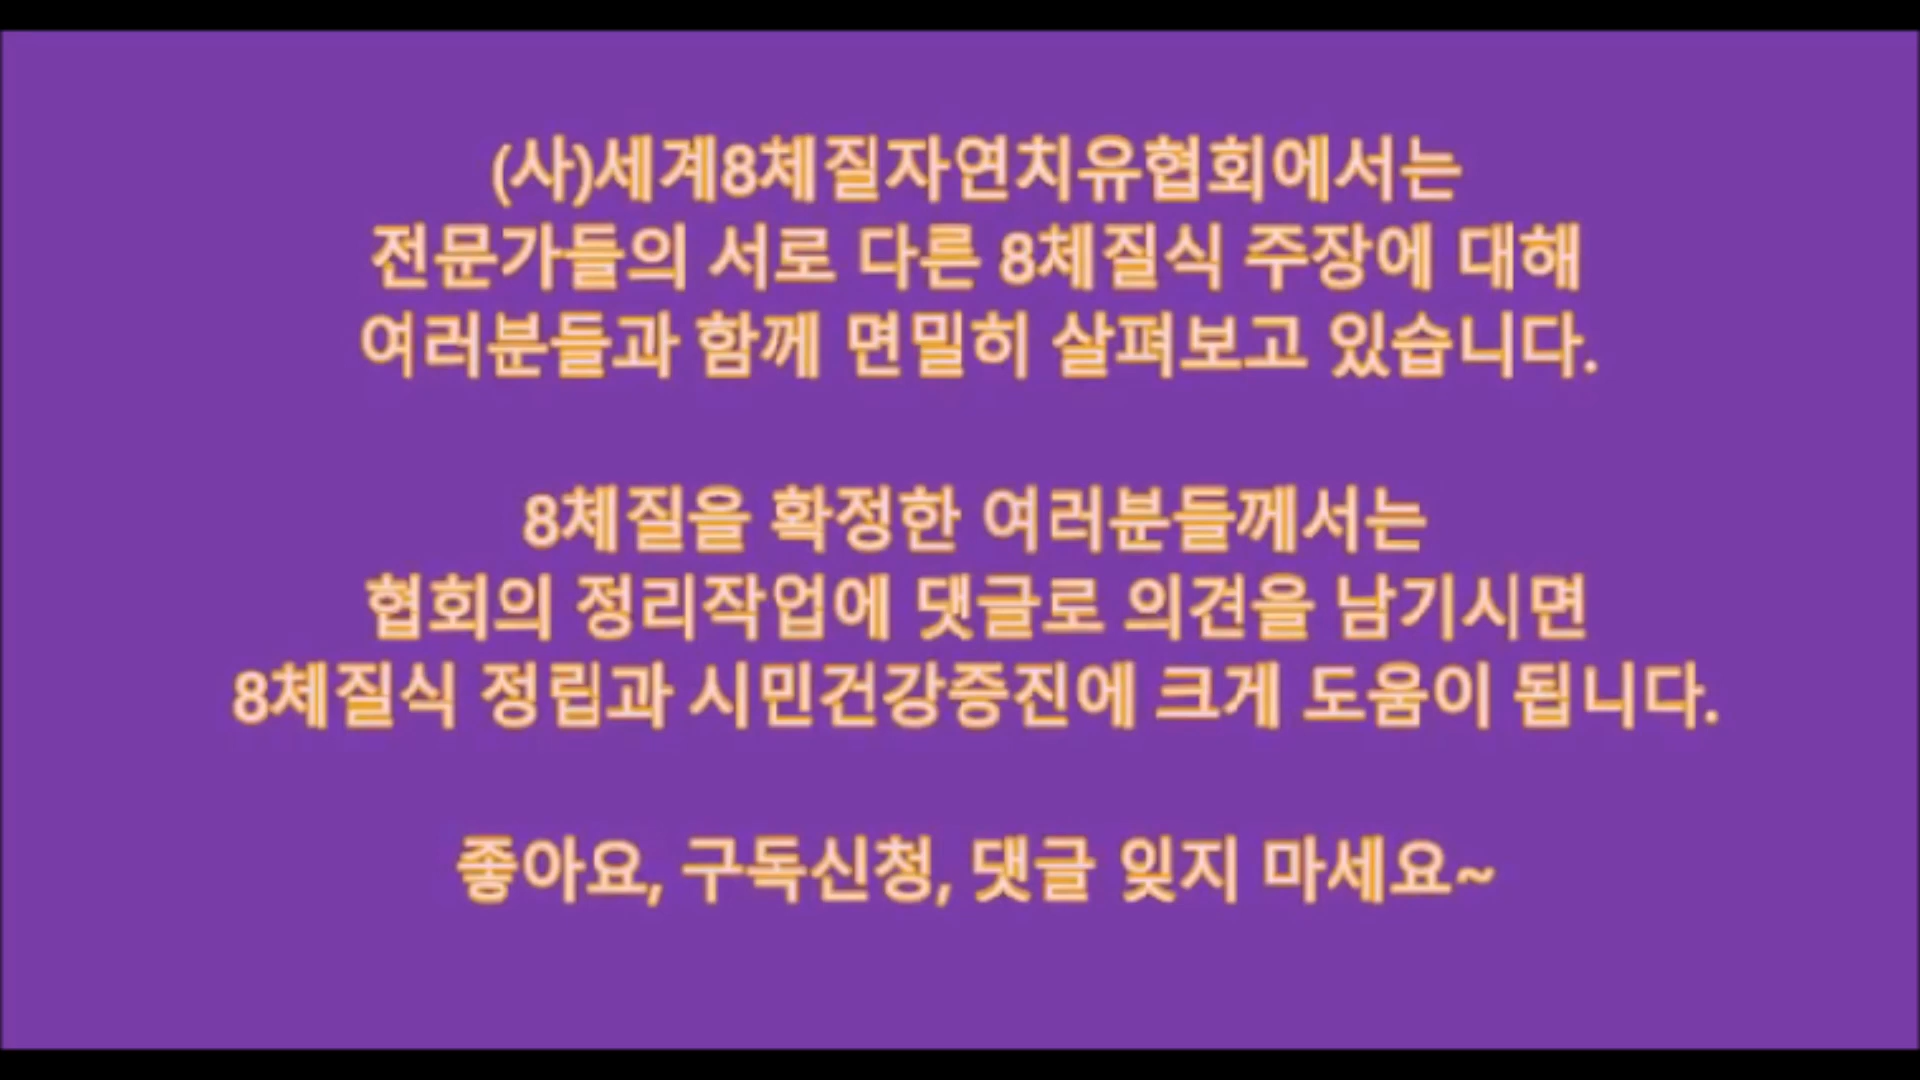 (사)세계8체질자연치유협회에서는
전문가들의 서로 다른 8체질식 주장에 대해
여러분들과 함께 면밀히 살펴보고 있습니다.
8체질을 확정한 여러분들께서는
협회의 정리작업에 댓글로 의견을 남기시면
8체질식 정립과 시민건강증진에 크게 도움이 됩니다.
좋아요, 구독신청, 댓글 잊지 마세요~